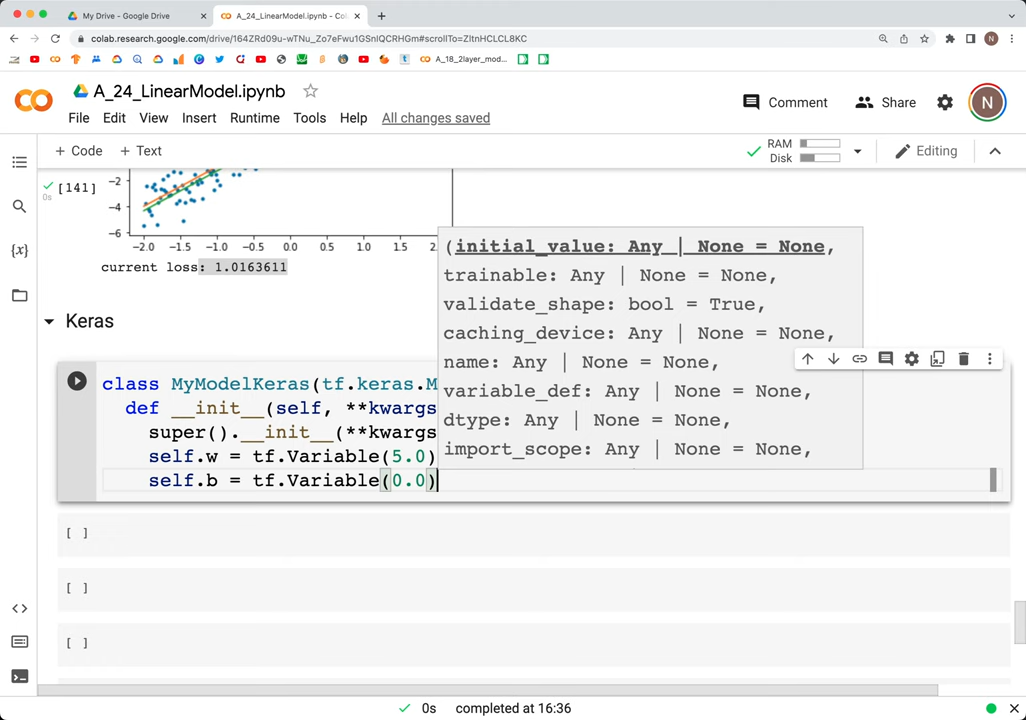 My Drive - Google Drive
A_24_LinearModel.ipynb - Col
colab.research.google.com/drive/164ZRd09u-wTNu_Zo7eFwu1GSnIQCRHGm#scrollTo=ZItnHCLCL8KC
A_18_2layer_mod...
A_24_LinearModel.ipynb
Comment
Share
N
File Edit View Insert Runtime Tools Help All changes saved
+ Code + Text
RAM
Disk
Editing
[141]
0s
-2
-4
-6
-2.0 -1.5 -1.0 -0.5 0.0 0.5 1.0 1.5 2
current loss: 1.0163611
(initial_value: Any | None = None,
trainable: Any | None = None,
validate_shape: bool = True,
caching_device: Any | None = None,
name: Any | None = None,
variable_def: Any | None = None,
dtype: Any | None = None,
import_scope: Any | None = None,
Keras
class MyModelKeras(tf.keras.M
def __init__(self, **kwargs
super().__init__(**kwargs
self.w = tf.Variable(5.0)
self.b = tf.Variable(0.0)
[ ]
[ ]
[ ]
0s completed at 16:36